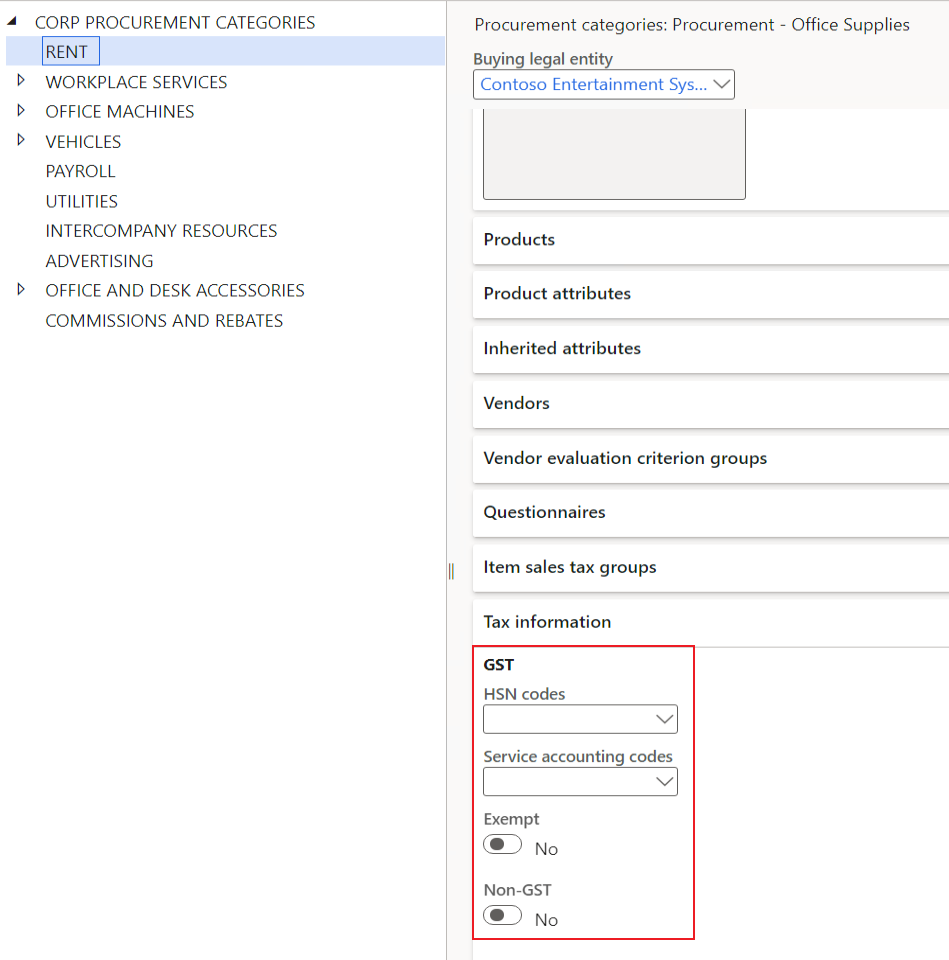 CORP PROCUREMENT CATEGORIES
RENT
WORKPLACE SERVICES
OFFICE MACHINES
VEHICLES
PAYROLL
UTILITIES
INTERCOMPANY RESOURCES
ADVERTISING
OFFICE AND DESK ACCESSORIES
COMMISSIONS AND REBATES
Procurement categories: Procurement - Office Supplies
Buying legal entity
Contoso Entertainment Sys...
Products
Product attributes
Inherited attributes
Vendors
Vendor evaluation criterion groups
Questionnaires
Item sales tax groups
Tax information
GST
HSN codes
Service accounting codes
Exempt
No
Non-GST
No